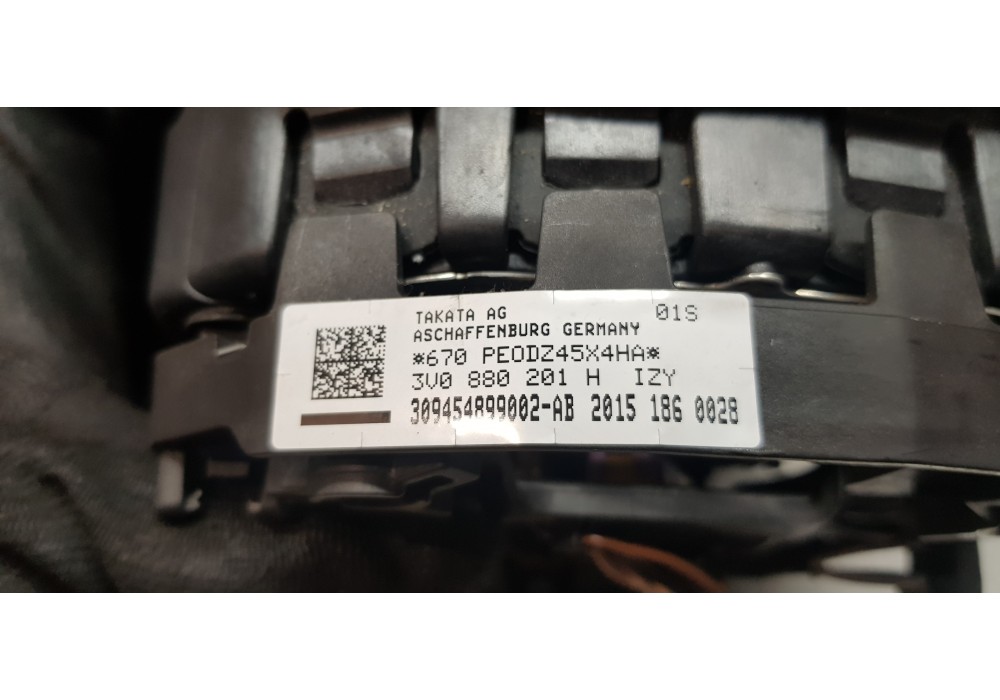 TAKATA AG 01S
ASCHAFFENBURG GERMANY
*670 PEODZ45X4HA*
3V0 880 201 H IZY
309454899002-AB 2015 186 0028